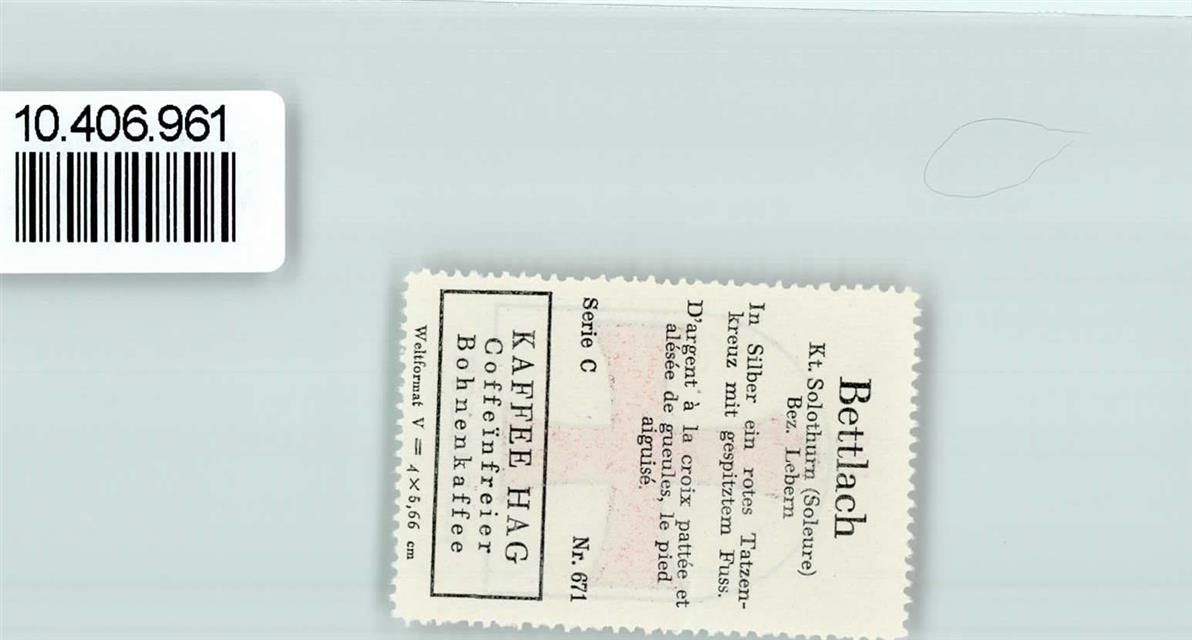 10.406.961
Bettlach
Kt. Solothurn (Soleure)
Bez. Lebern
In Silber ein rotes Tatzen-
kreuz mit gespitztem Fuss.
D'argent à la croix pattée et
alésée de gueules, le pied
aiguisé.
Serie C Nr. 671
KAFFEE HAG
Coffeïnfreier
Bohnenkaffee
Weltformat V = 4×5,66 cm